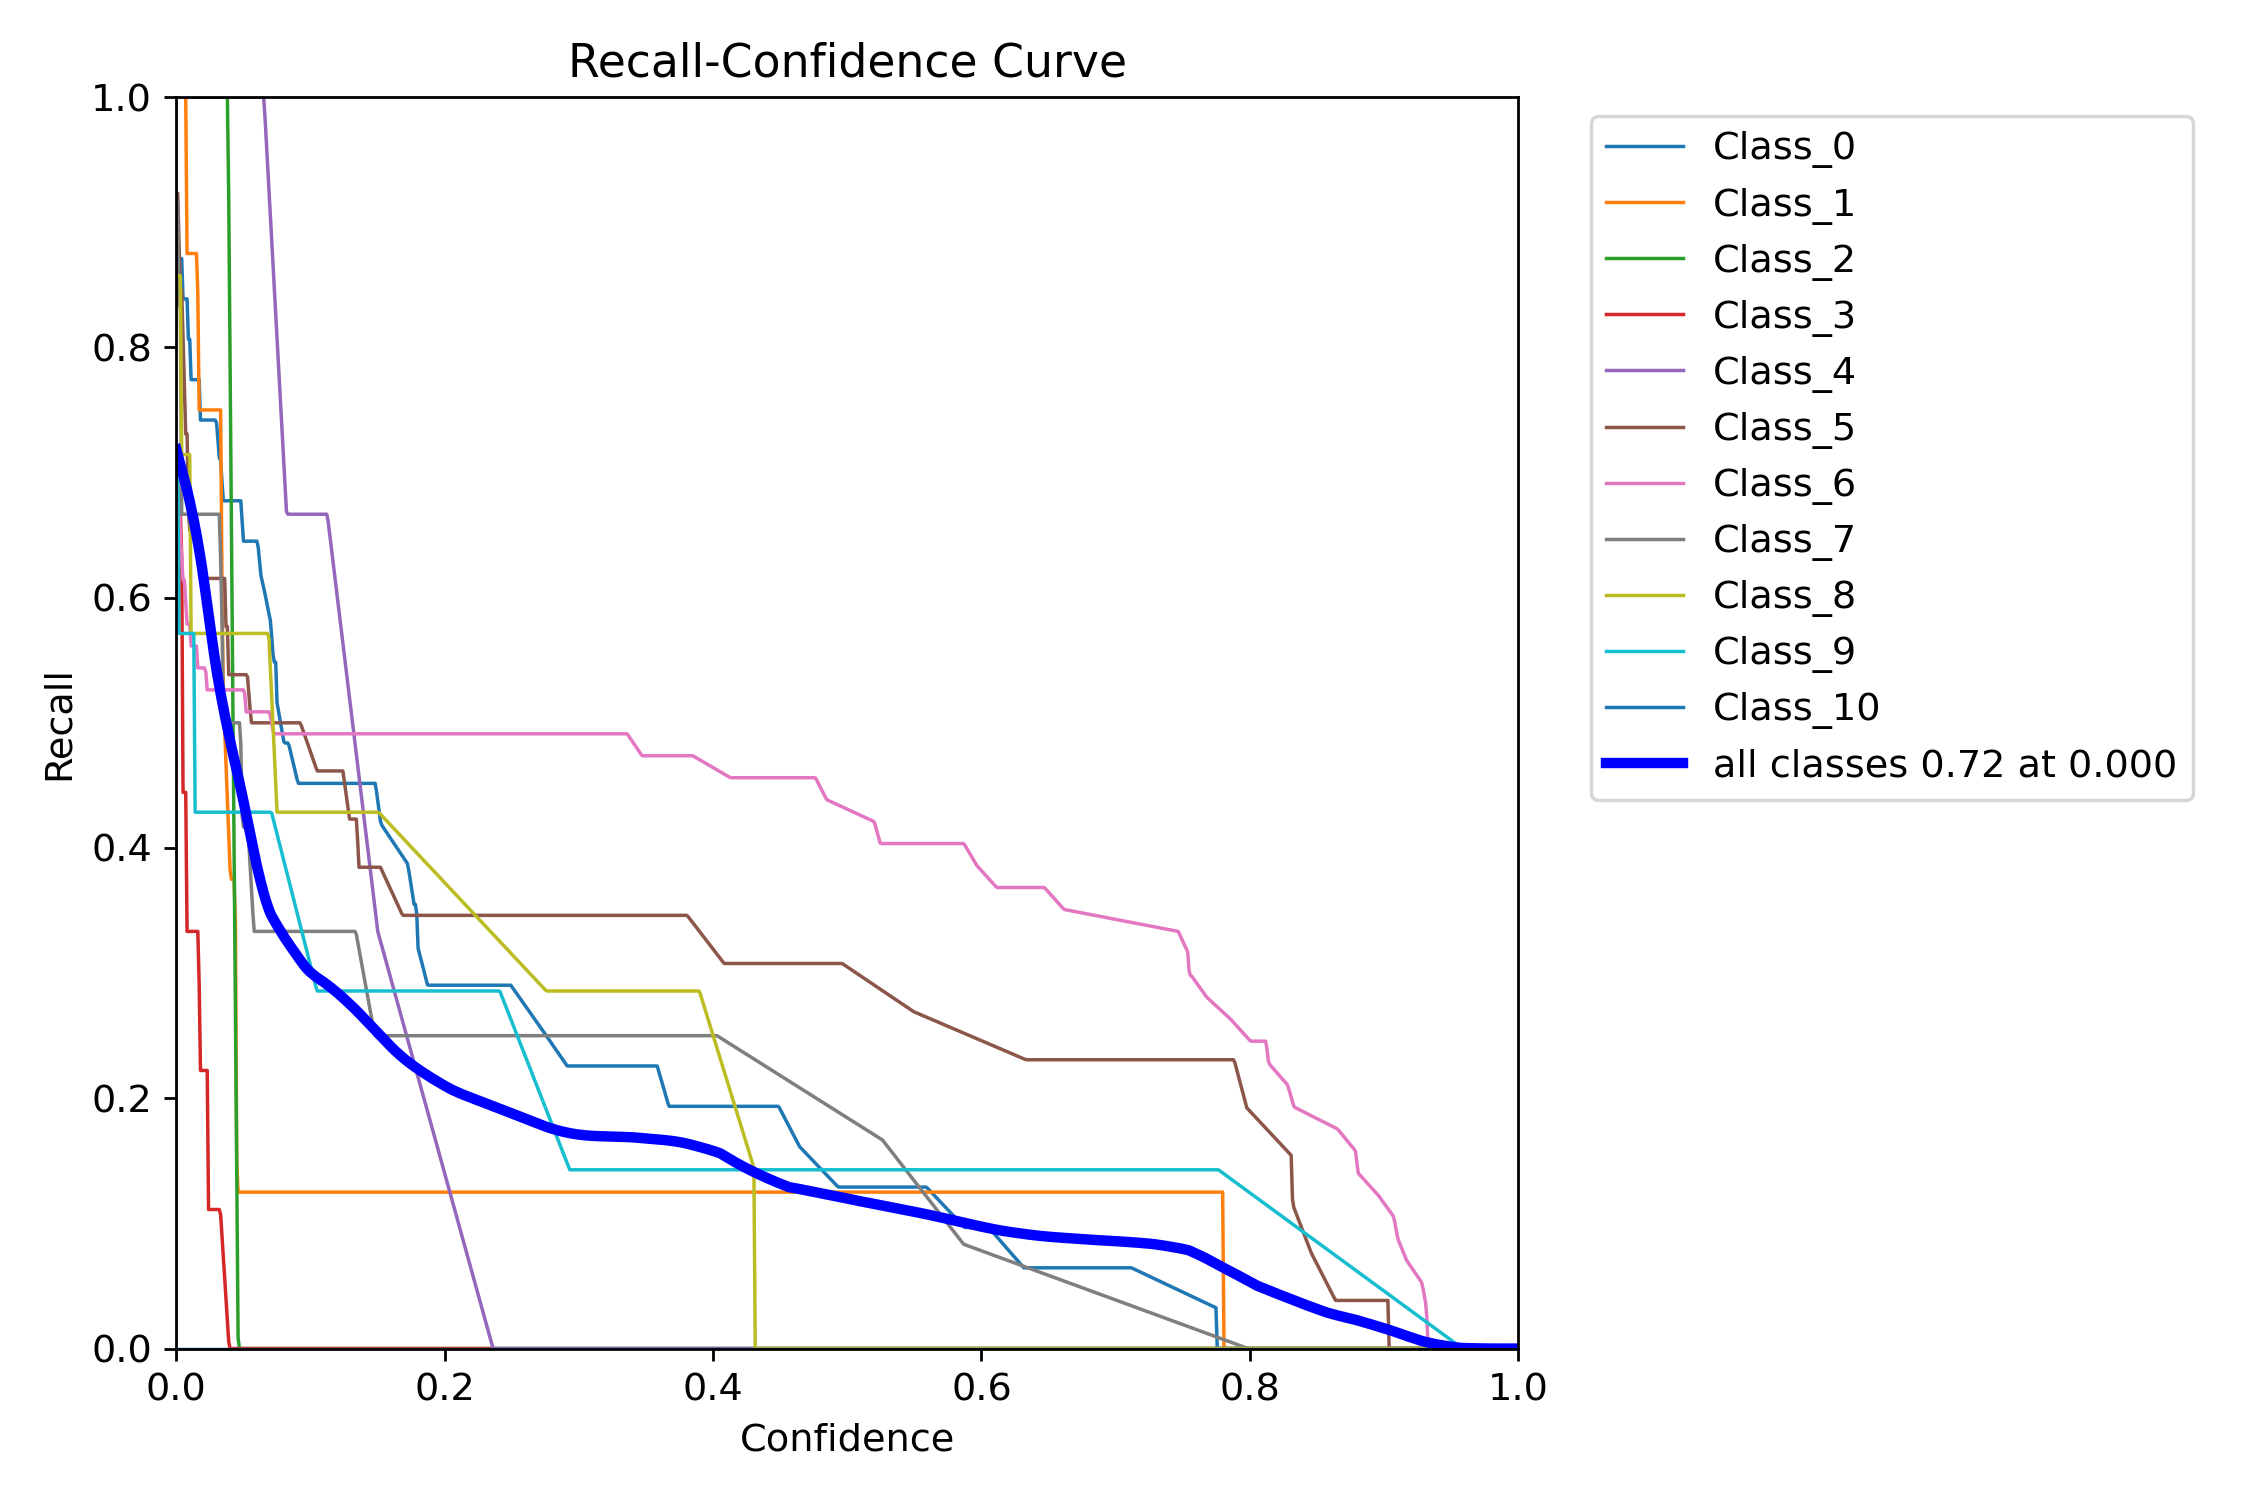 Recall-Confidence Curve
1.0
0.8
0.6
0.4
0.2
0.0
Recall
0.0 0.2 0.4 0.6 0.8 1.0
Confidence
Class_0
Class_1
Class_2
Class_3
Class_4
Class_5
Class_6
Class_7
Class_8
Class_9
Class_10
all classes 0.72 at 0.000